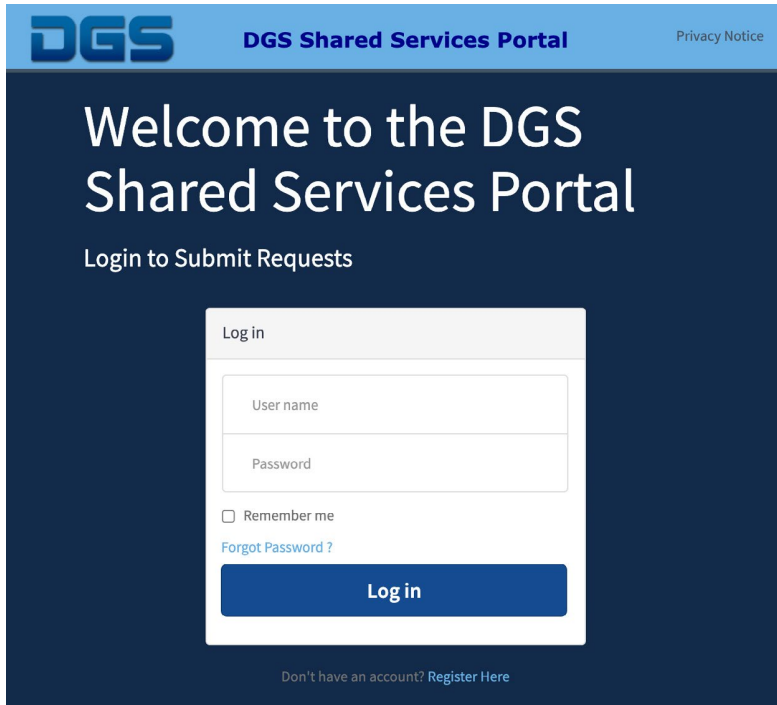 DGS
DGS Shared Services Portal
Privacy Notice
Welcome to the DGS
Shared Services Portal
Login to Submit Requests
Log in
User name
Password
Remember me
Forgot Password ?
Log in
Don't have an account? Register Here